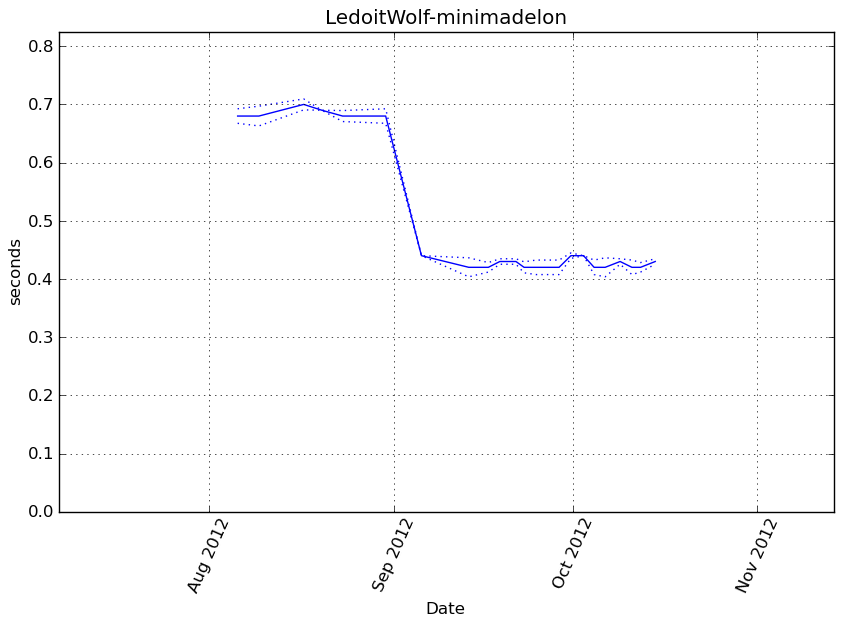 LedoitWolf-minimadelon
0.8
0.7
0.6
0.5
0.4
0.3
0.2
0.1
0.0
seconds
Aug 2012
Sep 2012
Oct 2012
Nov 2012
Date